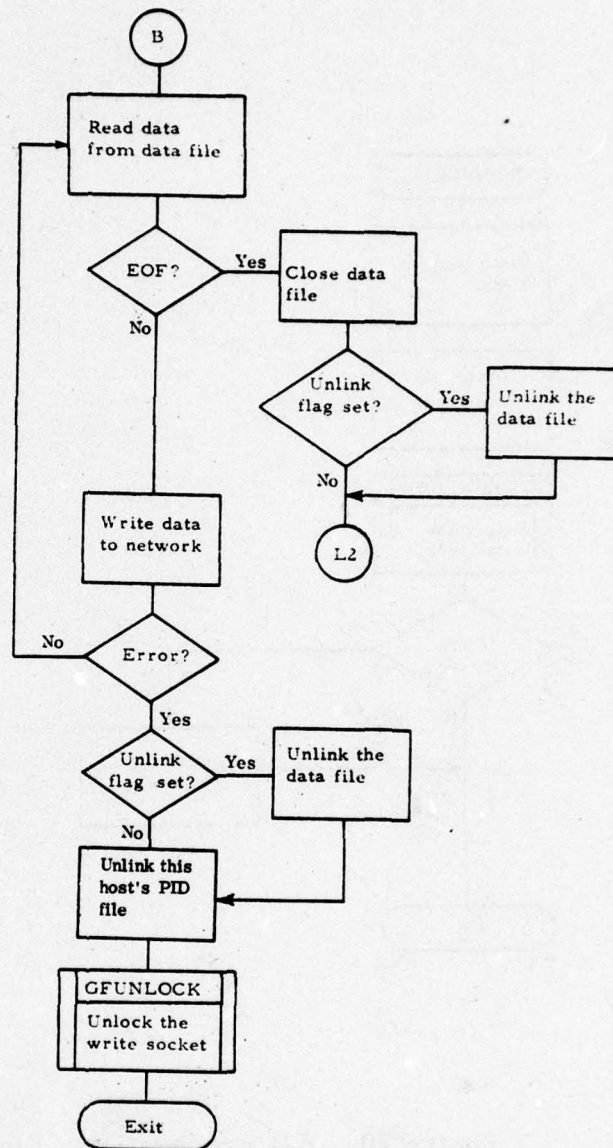 B
Read data
from data file
EOF?
Yes
Close data
file
No
Unlink
flag set?
Yes
Unlink the
data file
No
Write data
to network
L2
No
Error?
Yes
Unlink
flag set?
Yes
Unlink the
data file
No
Unlink this
host's PID
file
GFUNLOCK
Unlock the
write socket
Exit